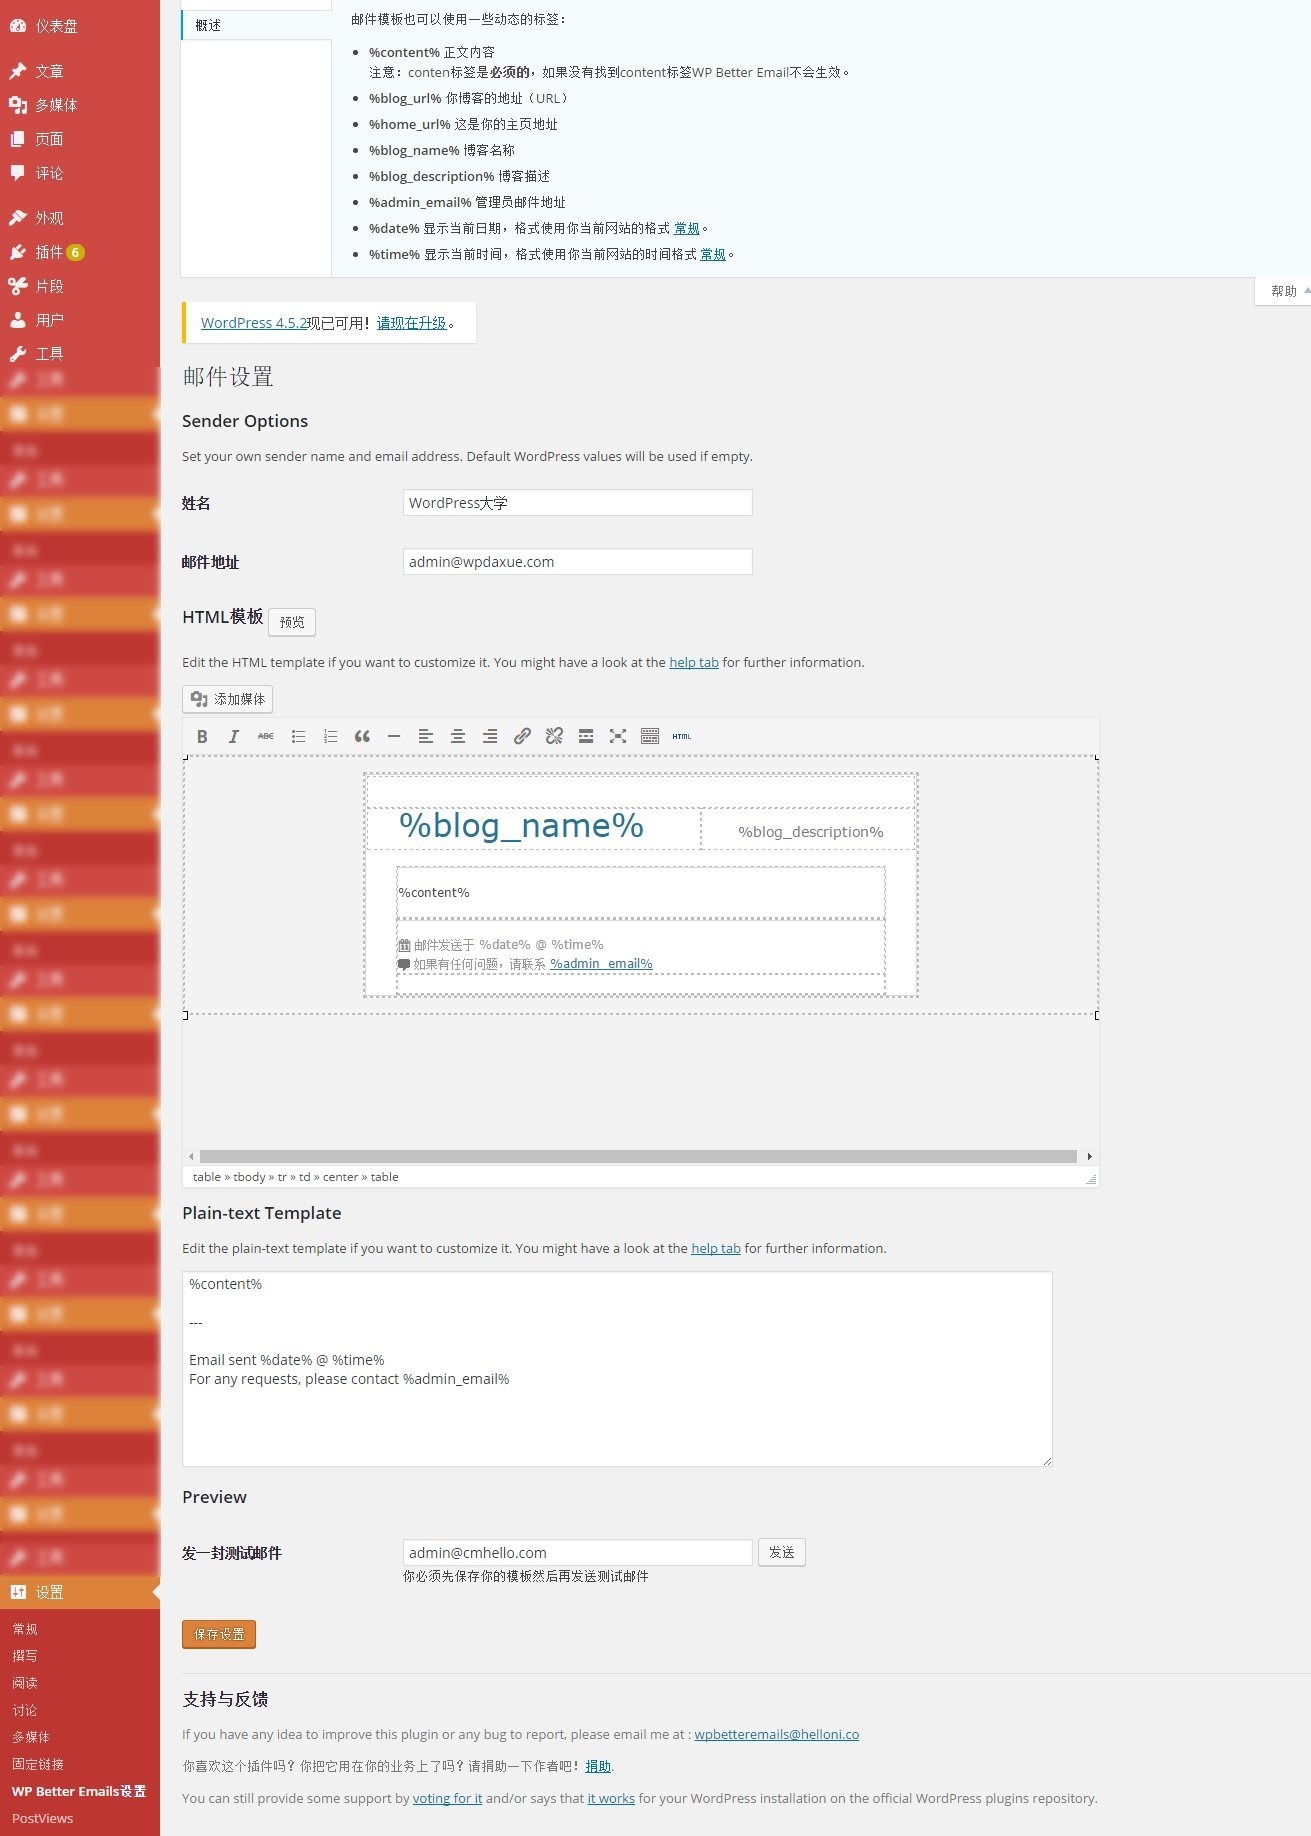 仪表盘
文章
多媒体
页面
评论
外观
插件 6
片段
用户
工具
设置
常规
撰写
阅读
讨论
多媒体
固定链接
WP Better Emails设置
PostViews
概述
邮件模板也可以使用一些动态的标签：
%content% 正文内容
注意：conten标签是必须的，如果没有找到content标签WP Better Email不会生效。
%blog_url% 你博客的地址（URL）
%home_url% 这是你的主页地址
%blog_name% 博客名称
%blog_description% 博客描述
%admin_email% 管理员邮件地址
%date% 显示当前日期，格式使用你当前网站的格式 常规。
%time% 显示当前时间，格式使用你当前网站的时间格式 常规。
帮助
WordPress 4.5.2现已可用！请现在升级。
邮件设置
Sender Options
Set your own sender name and email address. Default WordPress values will be used if empty.
姓名 WordPress大学
邮件地址 admin@wpdaxue.com
HTML模板 预览
Edit the HTML template if you want to customize it. You might have a look at the help tab for further information.
添加媒体
B I ABC HTML
%blog_name% %blog_description%
%content%
邮件发送于 %date% @ %time%
如果有任何问题，请联系 %admin_email%
table » tbody » tr » td » center » table
Plain-text Template
Edit the plain-text template if you want to customize it. You might have a look at the help tab for further information.
%content%
---
Email sent %date% @ %time%
For any requests, please contact %admin_email%
Preview
发一封测试邮件 admin@cmhello.com 发送
你必须先保存你的模板然后再发送测试邮件
保存设置
支持与反馈
If you have any idea to improve this plugin or any bug to report, please email me at : wpbetteremails@helloni.co
你喜欢这个插件吗？你把它用在你的业务上了吗？请捐助一下作者吧！捐助.
You can still provide some support by voting for it and/or says that it works for your WordPress installation on the official WordPress plugins repository.